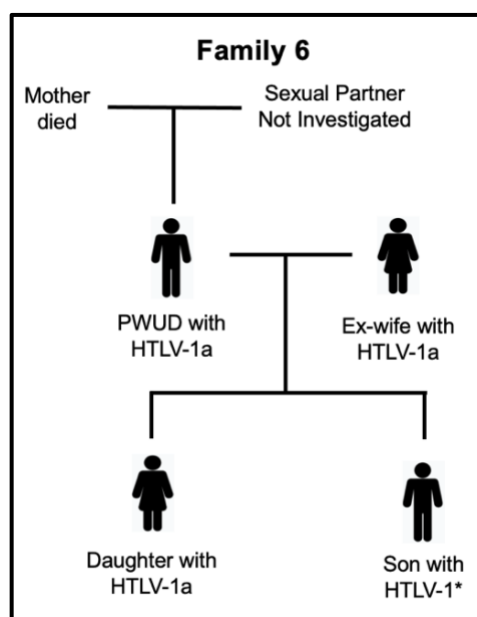 Family 6
Mother
died
Sexual Partner
Not Investigated
PWUD with
HTLV-1a
Ex-wife with
HTLV-1a
Daughter with
HTLV-1a
Son with
HTLV-1*